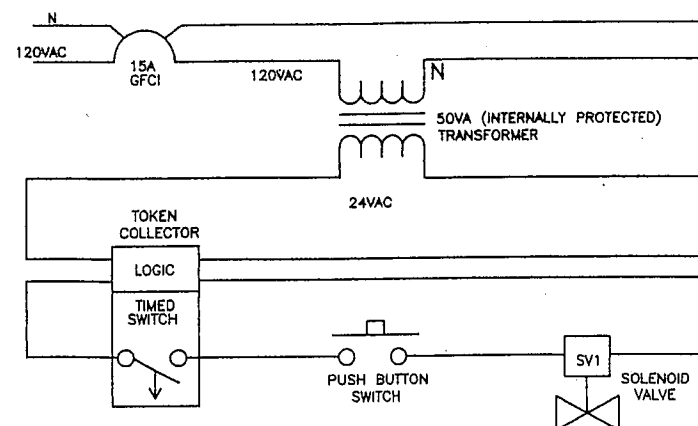 N
120VAC
15A
GFCI
120VAC
N
50VA (INTERNALLY PROTECTED)
TRANSFORMER
24VAC
TOKEN
COLLECTOR
LOGIC
TIMED
SWITCH
PUSH BUTTON
SWITCH
SV1
SOLENOID
VALVE